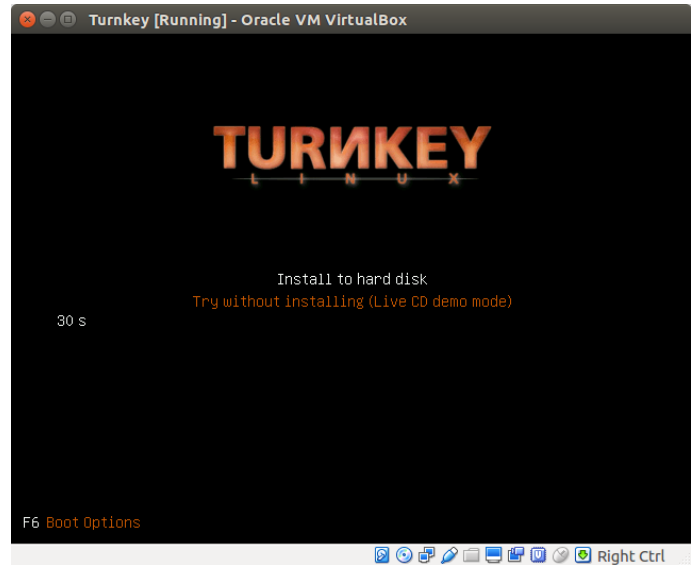 Turnkey [Running] - Oracle VM VirtualBox
TURNKEY
LINUX
Install to hard disk
Try without installing (Live CD demo mode)
30 s
F6 Boot Options
Right Ctrl